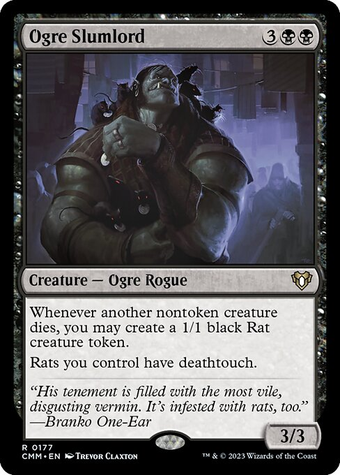 Ogre Slumlord 3
Creature — Ogre Rogue
Whenever another nontoken creature
dies, you may create a 1/1 black Rat
creature token.
Rats you control have deathtouch.
“His tenement is filled with the most vile,
disgusting vermin. It’s infested with rats, too.”
—Branko One-Ear
3/3
R 0177
CMM • EN Trevor Claxton
™ & © 2023 Wizards of the Coast